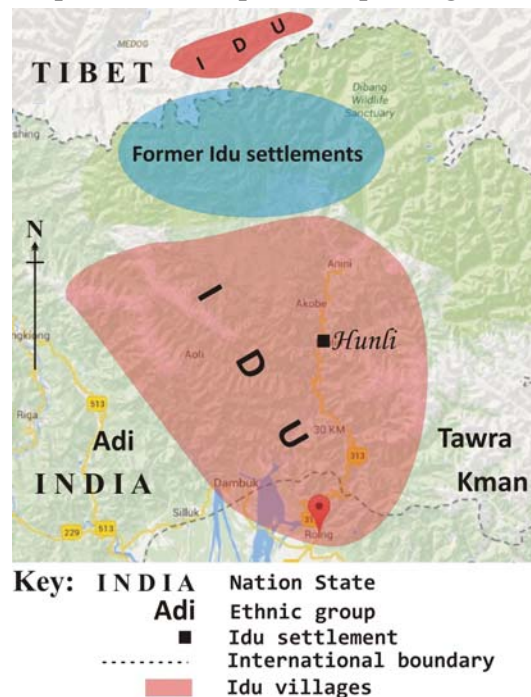 MEDOG
I D U
TIBET
Dibang
Wildlife
Sanctuary
shing
Former Idu settlements
N
Anini
I
Akobe
Hunli
Aoli
D
ngkiong
513
Riga
Adi
U
30 KM
Tawra
313
Kman
INDIA
Dambuk
Silluk
229
513
Roing
Key: INDIA Nation State
Adi Ethnic group
Idu settlement
International boundary
Idu villages